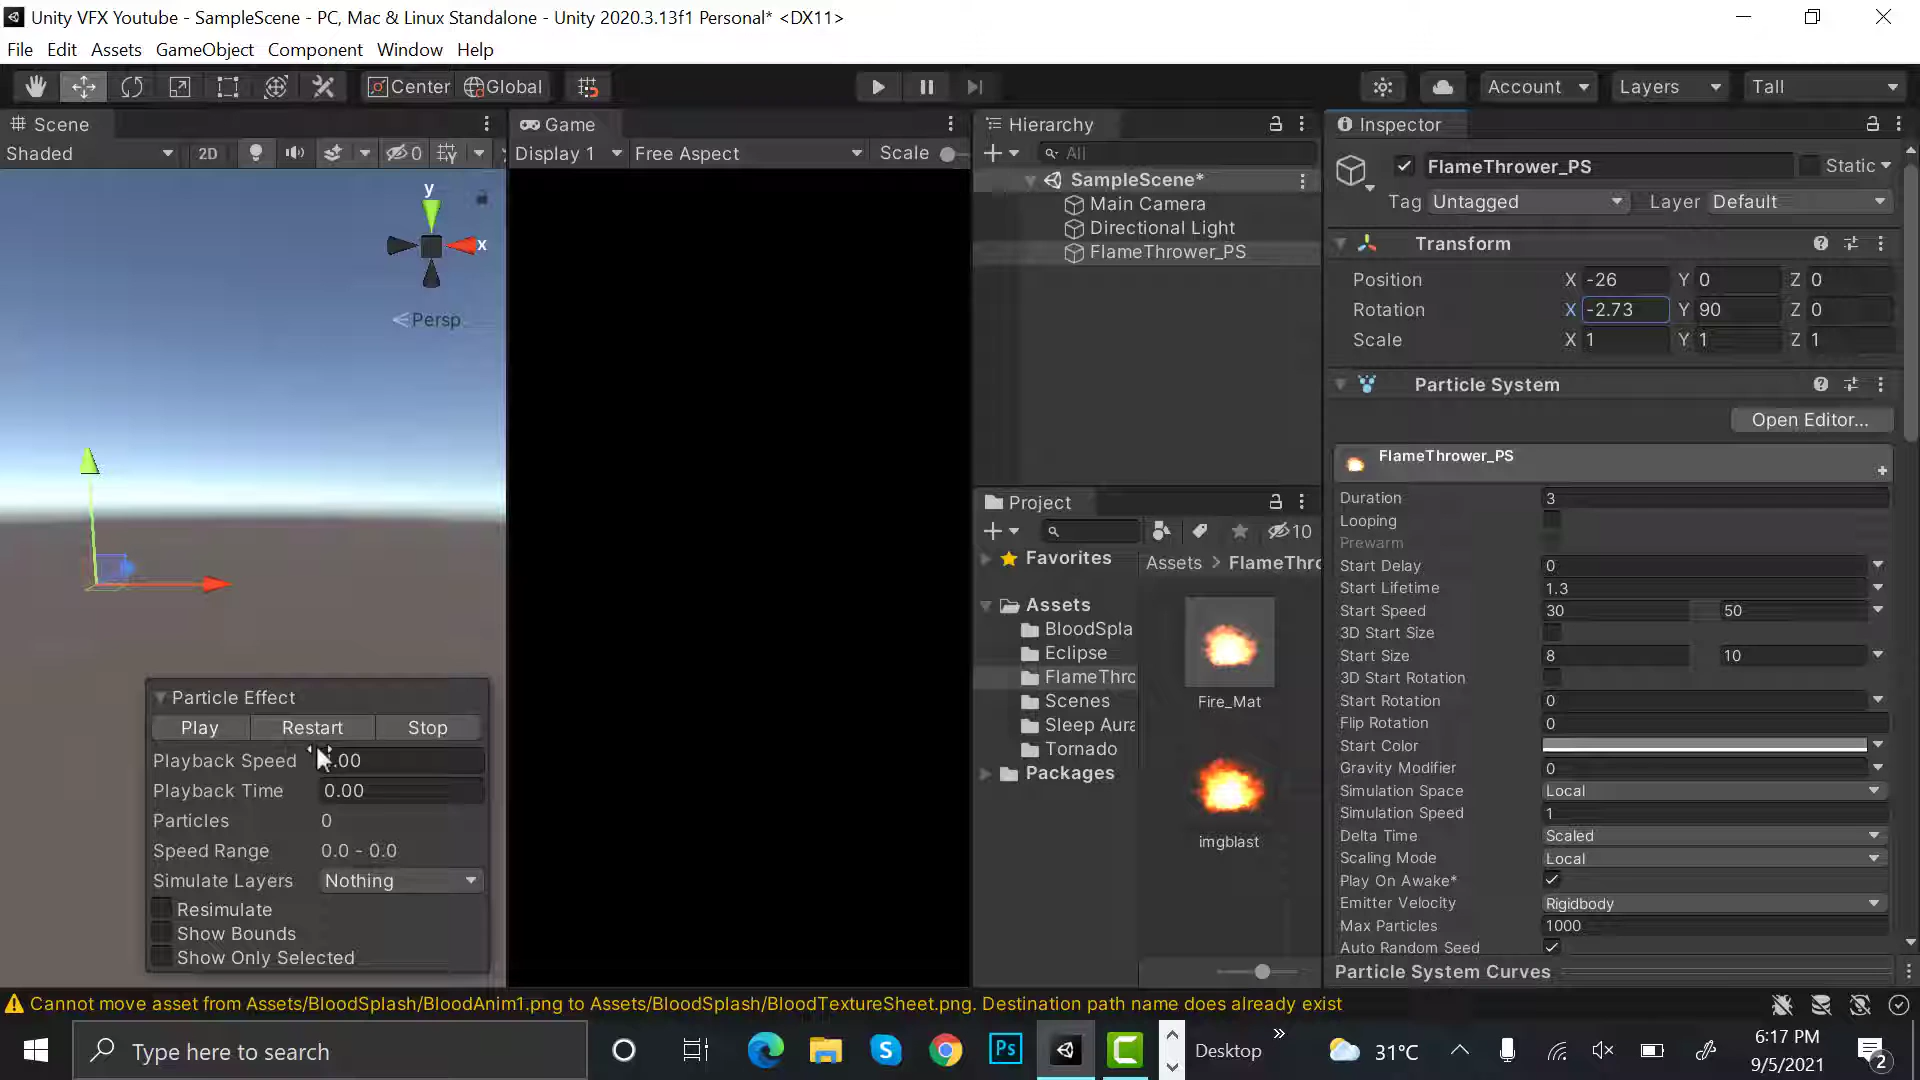 Unity VFX Youtube - SampleScene - PC, Mac & Linux Standalone - Unity 2020.3.13f1 Personal* <DX11>
File Edit Assets GameObject Component Window Help
Center Global Account Layers Tall
Scene
Shaded 2D 0
y
x
Persp
Particle Effect
Play Restart Stop
Playback Speed .00
Playback Time 0.00
Particles 0
Speed Range 0.0 - 0.0
Simulate Layers Nothing
Resimulate
Show Bounds
Show Only Selected
Game
Display 1 Free Aspect Scale
Hierarchy
All
SampleScene*
Main Camera
Directional Light
FlameThrower_PS
Project
10
Favorites
Assets
BloodSpla
Eclipse
FlameThro
Scenes
Sleep Aura
Tornado
Packages
Assets > FlameThro
Fire_Mat
imgblast
Inspector
FlameThrower_PS Static
Tag Untagged Layer Default
Transform
Position X -26 Y 0 Z 0
Rotation X -2.73 Y 90 Z 0
Scale X 1 Y 1 Z 1
Particle System
Open Editor...
FlameThrower_PS
Duration 3
Looping
Prewarm
Start Delay 0
Start Lifetime 1.3
Start Speed 30 50
3D Start Size
Start Size 8 10
3D Start Rotation
Start Rotation 0
Flip Rotation 0
Start Color
Gravity Modifier 0
Simulation Space Local
Simulation Speed 1
Delta Time Scaled
Scaling Mode Local
Play On Awake*
Emitter Velocity Rigidbody
Max Particles 1000
Auto Random Seed
Particle System Curves
Cannot move asset from Assets/BloodSplash/BloodAnim1.png to Assets/BloodSplash/BloodTextureSheet.png. Destination path name does already exist
Type here to search
Ps
Desktop
31°C
6:17 PM
9/5/2021
2